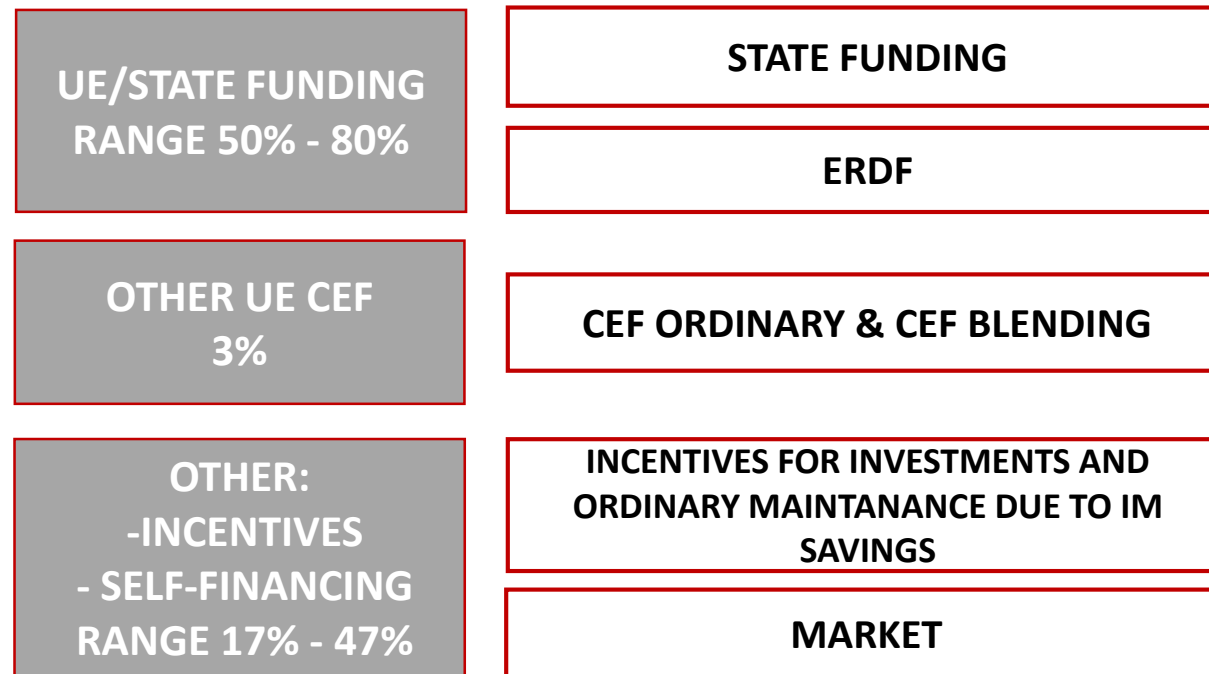 UE/STATE FUNDING
RANGE 50% - 80%
STATE FUNDING
ERDF
OTHER UE CEF
3%
CEF ORDINARY & CEF BLENDING
OTHER:
-INCENTIVES
- SELF-FINANCING
RANGE 17% - 47%
INCENTIVES FOR INVESTMENTS AND
ORDINARY MAINTANANCE DUE TO IM
SAVINGS
MARKET